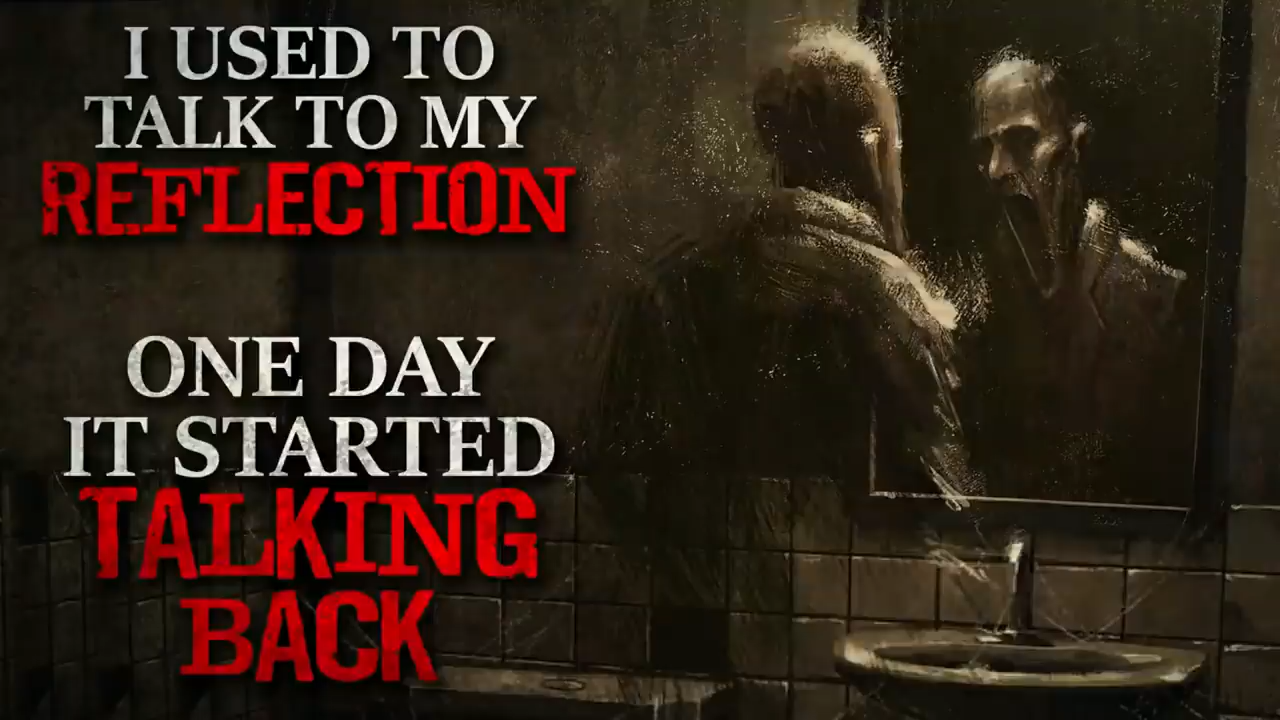 I USED TO
TALK TO MY
REFLECTION
ONE DAY
IT STARTED
TALKING
BACK